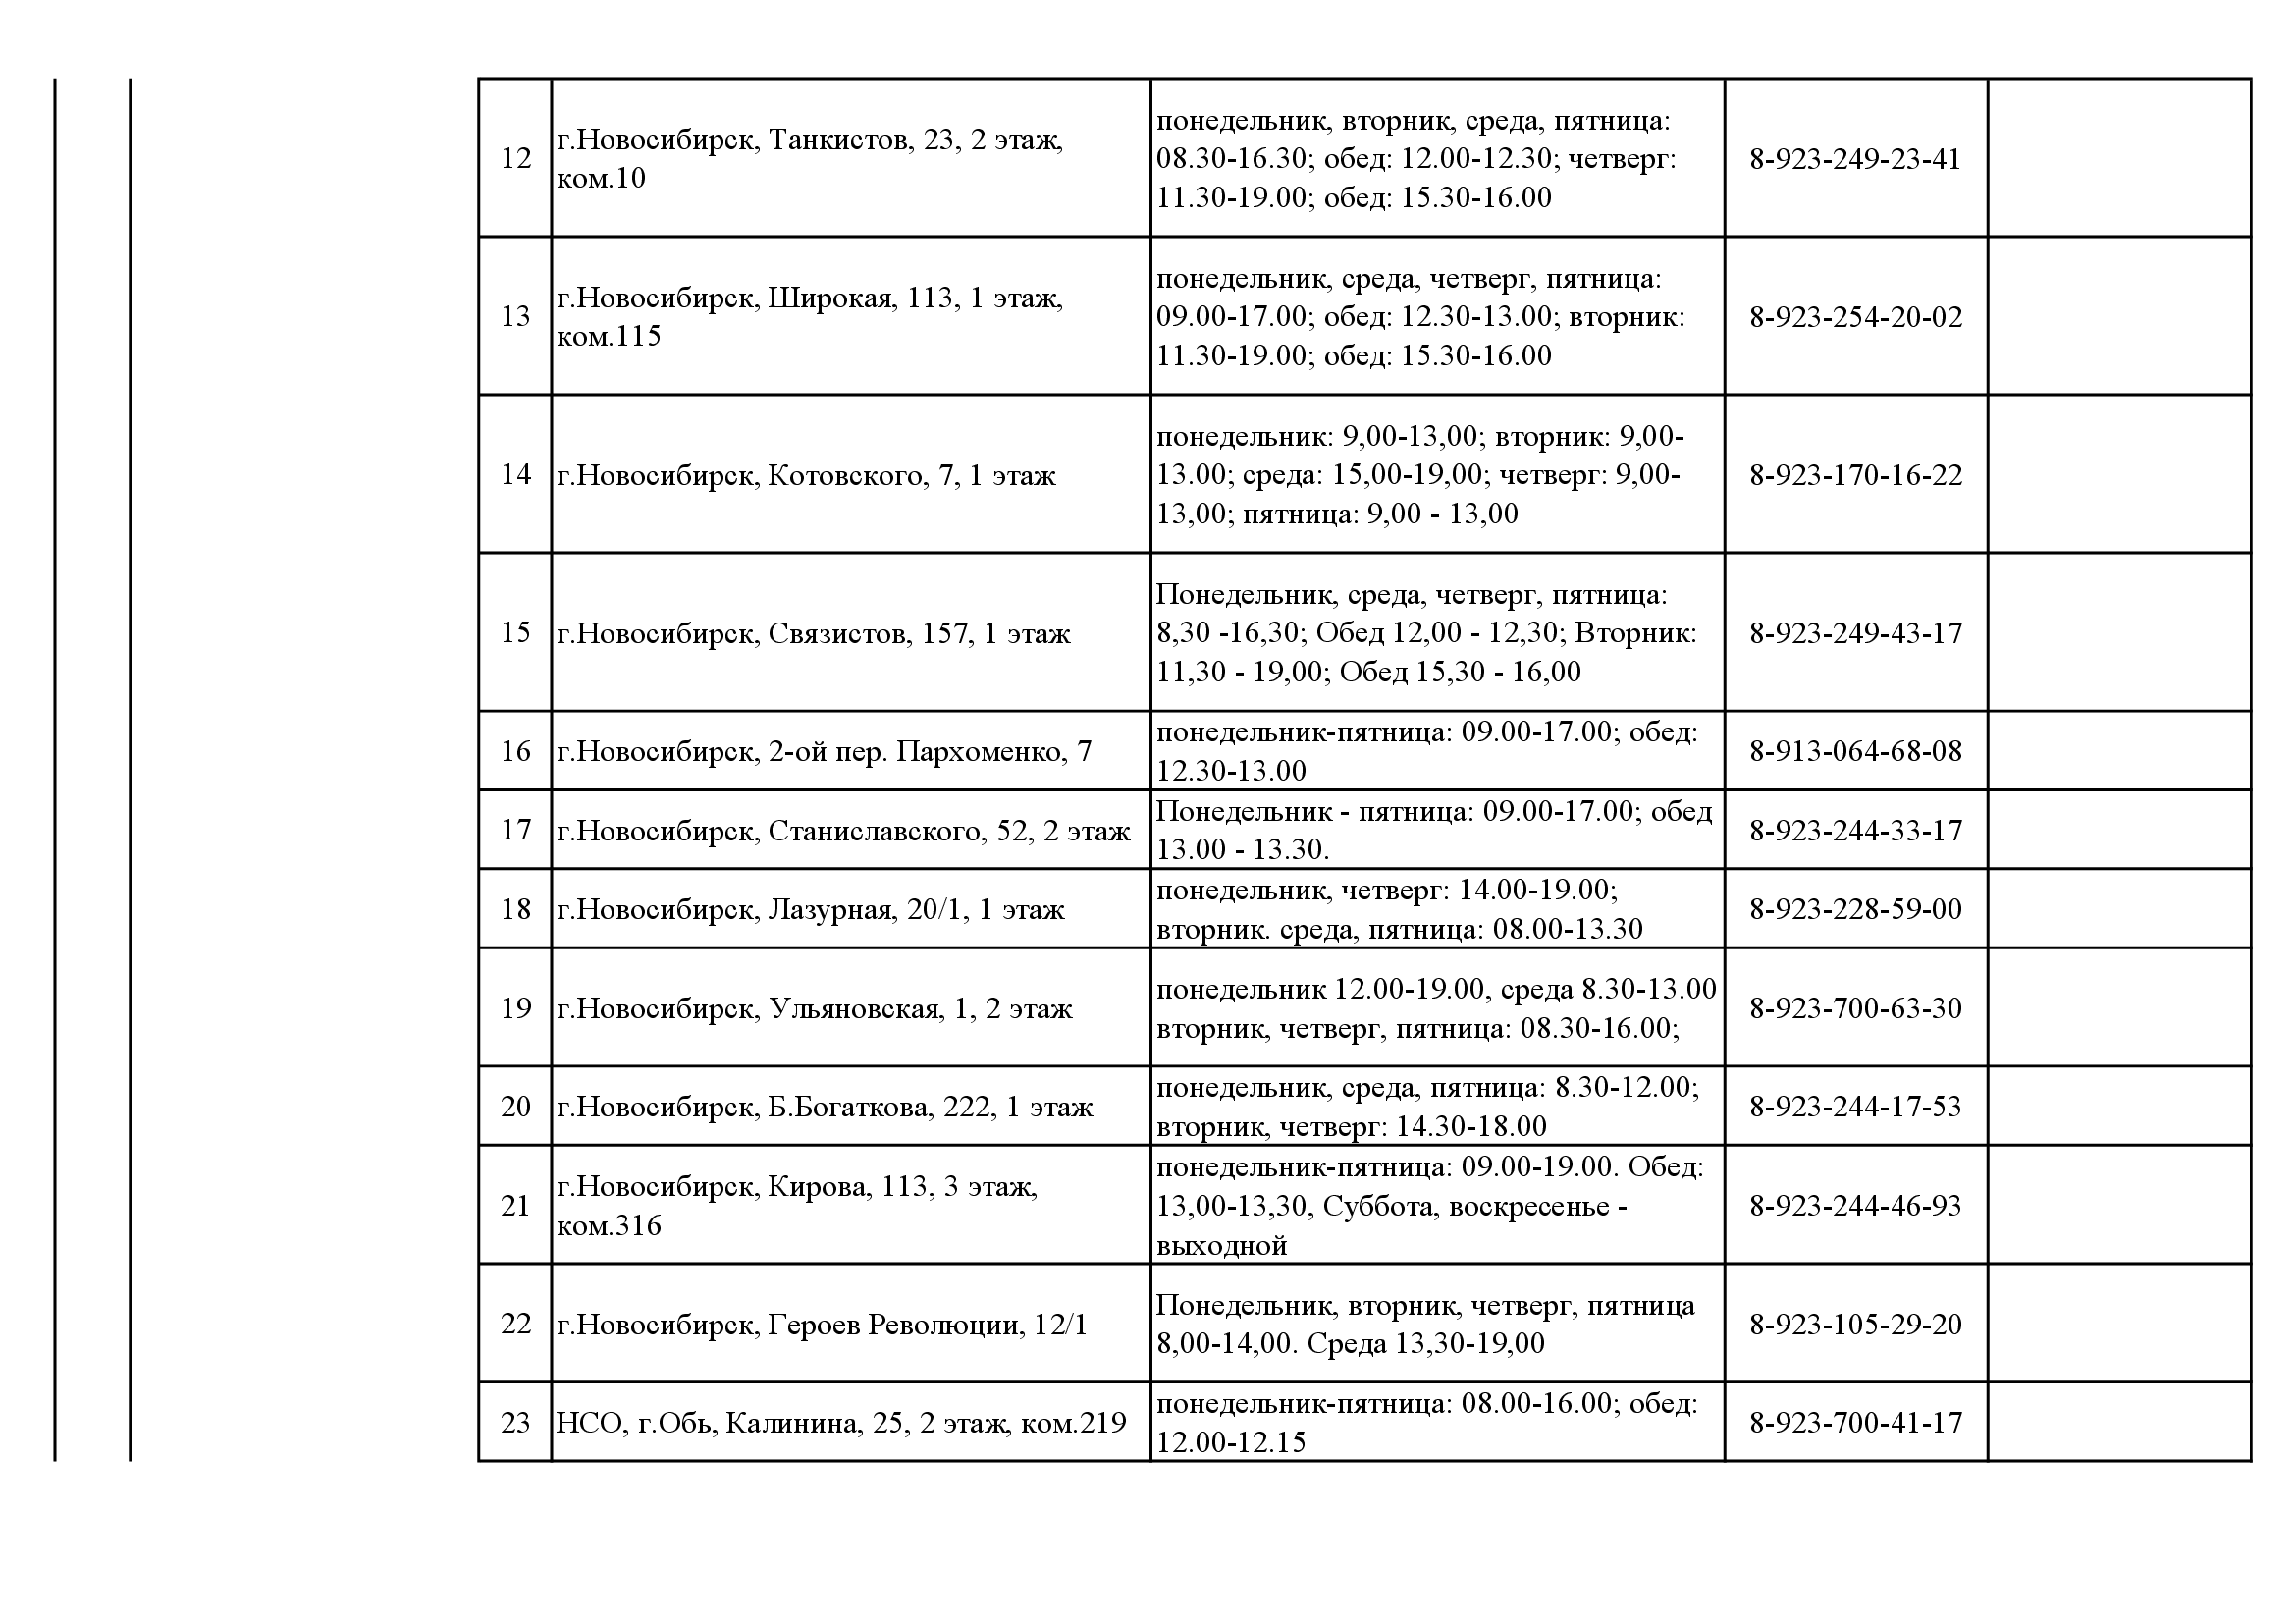 12
г.Новосибирск, Танкистов, 23, 2 этаж,
ком.10
понедельник, вторник, среда, пятница:
08.30-16.30; обед: 12.00-12.30; четверг:
11.30-19.00; обед: 15.30-16.00
8-923-249-23-41
13
г.Новосибирск, Широкая, 113, 1 этаж,
ком.115
понедельник, среда, четверг, пятница:
09.00-17.00; обед: 12.30-13.00; вторник:
11.30-19.00; обед: 15.30-16.00
8-923-254-20-02
14
г.Новосибирск, Котовского, 7, 1 этаж
понедельник: 9,00-13,00; вторник: 9,00-
13.00; среда: 15,00-19,00; четверг: 9,00-
13,00; пятница: 9,00 - 13,00
8-923-170-16-22
15
г.Новосибирск, Связистов, 157, 1 этаж
Понедельник, среда, четверг, пятница:
8,30 -16,30; Обед 12,00 - 12,30; Вторник:
11,30 - 19,00; Обед 15,30 - 16,00
8-923-249-43-17
16
г.Новосибирск, 2-ой пер. Пархоменко, 7
понедельник-пятница: 09.00-17.00; обед:
12.30-13.00
8-913-064-68-08
17
г.Новосибирск, Станиславского, 52, 2 этаж
Понедельник - пятница: 09.00-17.00; обед
13.00 - 13.30.
8-923-244-33-17
18
г.Новосибирск, Лазурная, 20/1, 1 этаж
понедельник, четверг: 14.00-19.00;
вторник. среда, пятница: 08.00-13.30
8-923-228-59-00
19
г.Новосибирск, Ульяновская, 1, 2 этаж
понедельник 12.00-19.00, среда 8.30-13.00
вторник, четверг, пятница: 08.30-16.00;
8-923-700-63-30
20
г.Новосибирск, Б.Богаткова, 222, 1 этаж
понедельник, среда, пятница: 8.30-12.00;
вторник, четверг: 14.30-18.00
8-923-244-17-53
21
г.Новосибирск, Кирова, 113, 3 этаж,
ком.316
понедельник-пятница: 09.00-19.00. Обед:
13,00-13,30, Суббота, воскресенье -
выходной
8-923-244-46-93
22
г.Новосибирск, Героев Революции, 12/1
Понедельник, вторник, четверг, пятница
8,00-14,00. Среда 13,30-19,00
8-923-105-29-20
23
НСО, г.Обь, Калинина, 25, 2 этаж, ком.219
понедельник-пятница: 08.00-16.00; обед:
12.00-12.15
8-923-700-41-17